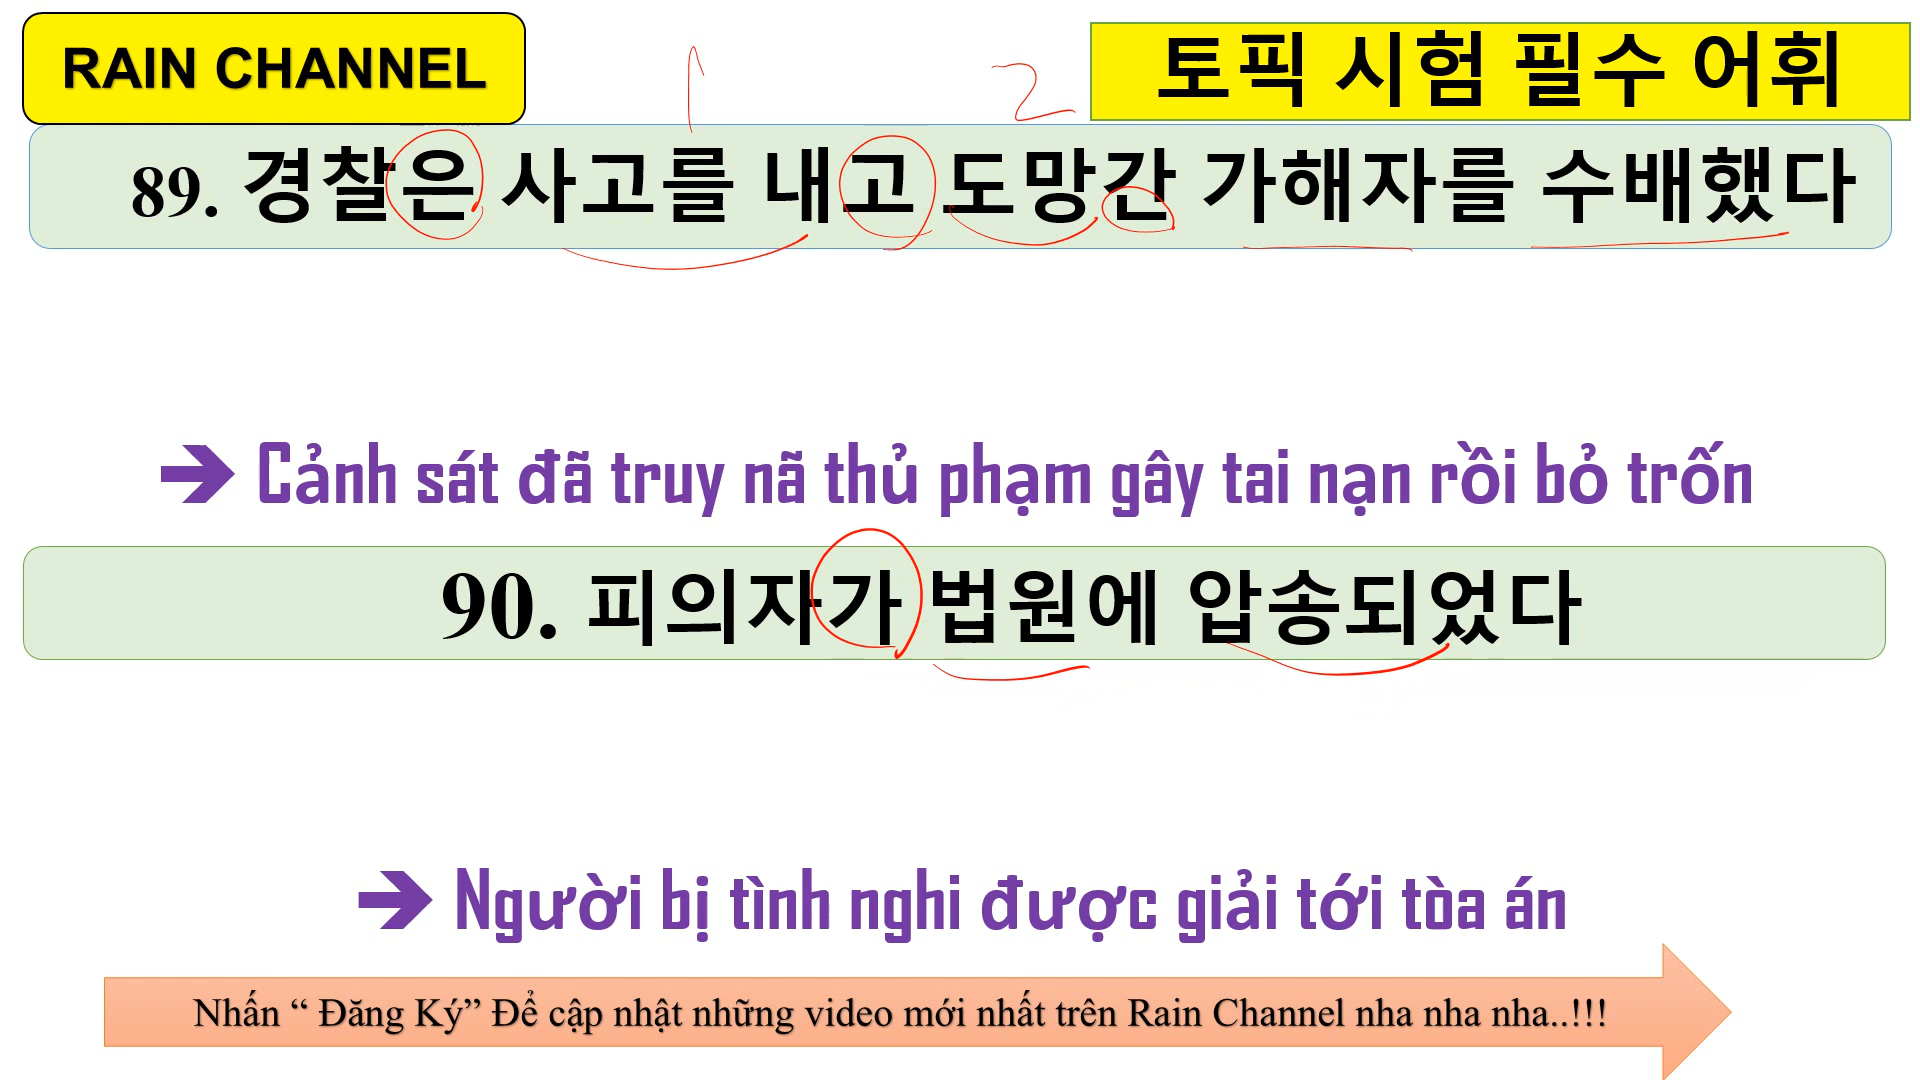 RAIN CHANNEL
토픽 시험 필수 어휘
1 2
89. 경찰은 사고를 내고 도망간 가해자를 수배했다
➔ Cảnh sát đã truy nã thủ phạm gây tai nạn rồi bỏ trốn
90. 피의자가 법원에 압송되었다
➔ Người bị tình nghi được giải tới tòa án
Nhấn “ Đăng Ký” Để cập nhật những video mới nhất trên Rain Channel nha nha nha..!!!